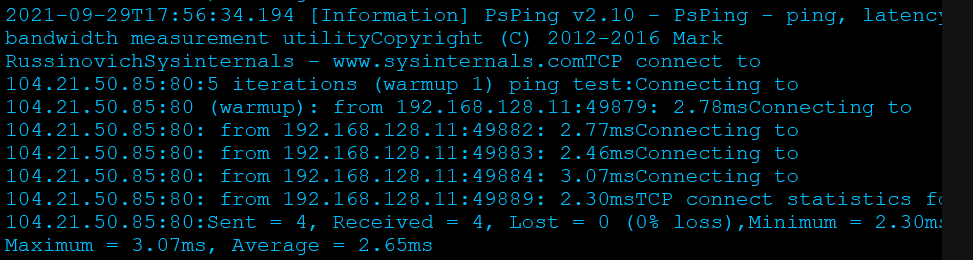 2021-09-29T17:56:34.194 [Information] PsPing v2.10 - PsPing - ping, latency
bandwidth measurement utilityCopyright (C) 2012-2016 Mark
RussinovichSysinternals - www.sysinternals.comTCP connect to
104.21.50.85:80:5 iterations (warmup 1) ping test:Connecting to
104.21.50.85:80 (warmup): from 192.168.128.11:49879: 2.78msConnecting to
104.21.50.85:80: from 192.168.128.11:49882: 2.77msConnecting to
104.21.50.85:80: from 192.168.128.11:49883: 2.46msConnecting to
104.21.50.85:80: from 192.168.128.11:49884: 3.07msConnecting to
104.21.50.85:80: from 192.168.128.11:49889: 2.30msTCP connect statistics fo
104.21.50.85:80:Sent = 4, Received = 4, Lost = 0 (0% loss),Minimum = 2.30ms
Maximum = 3.07ms, Average = 2.65ms